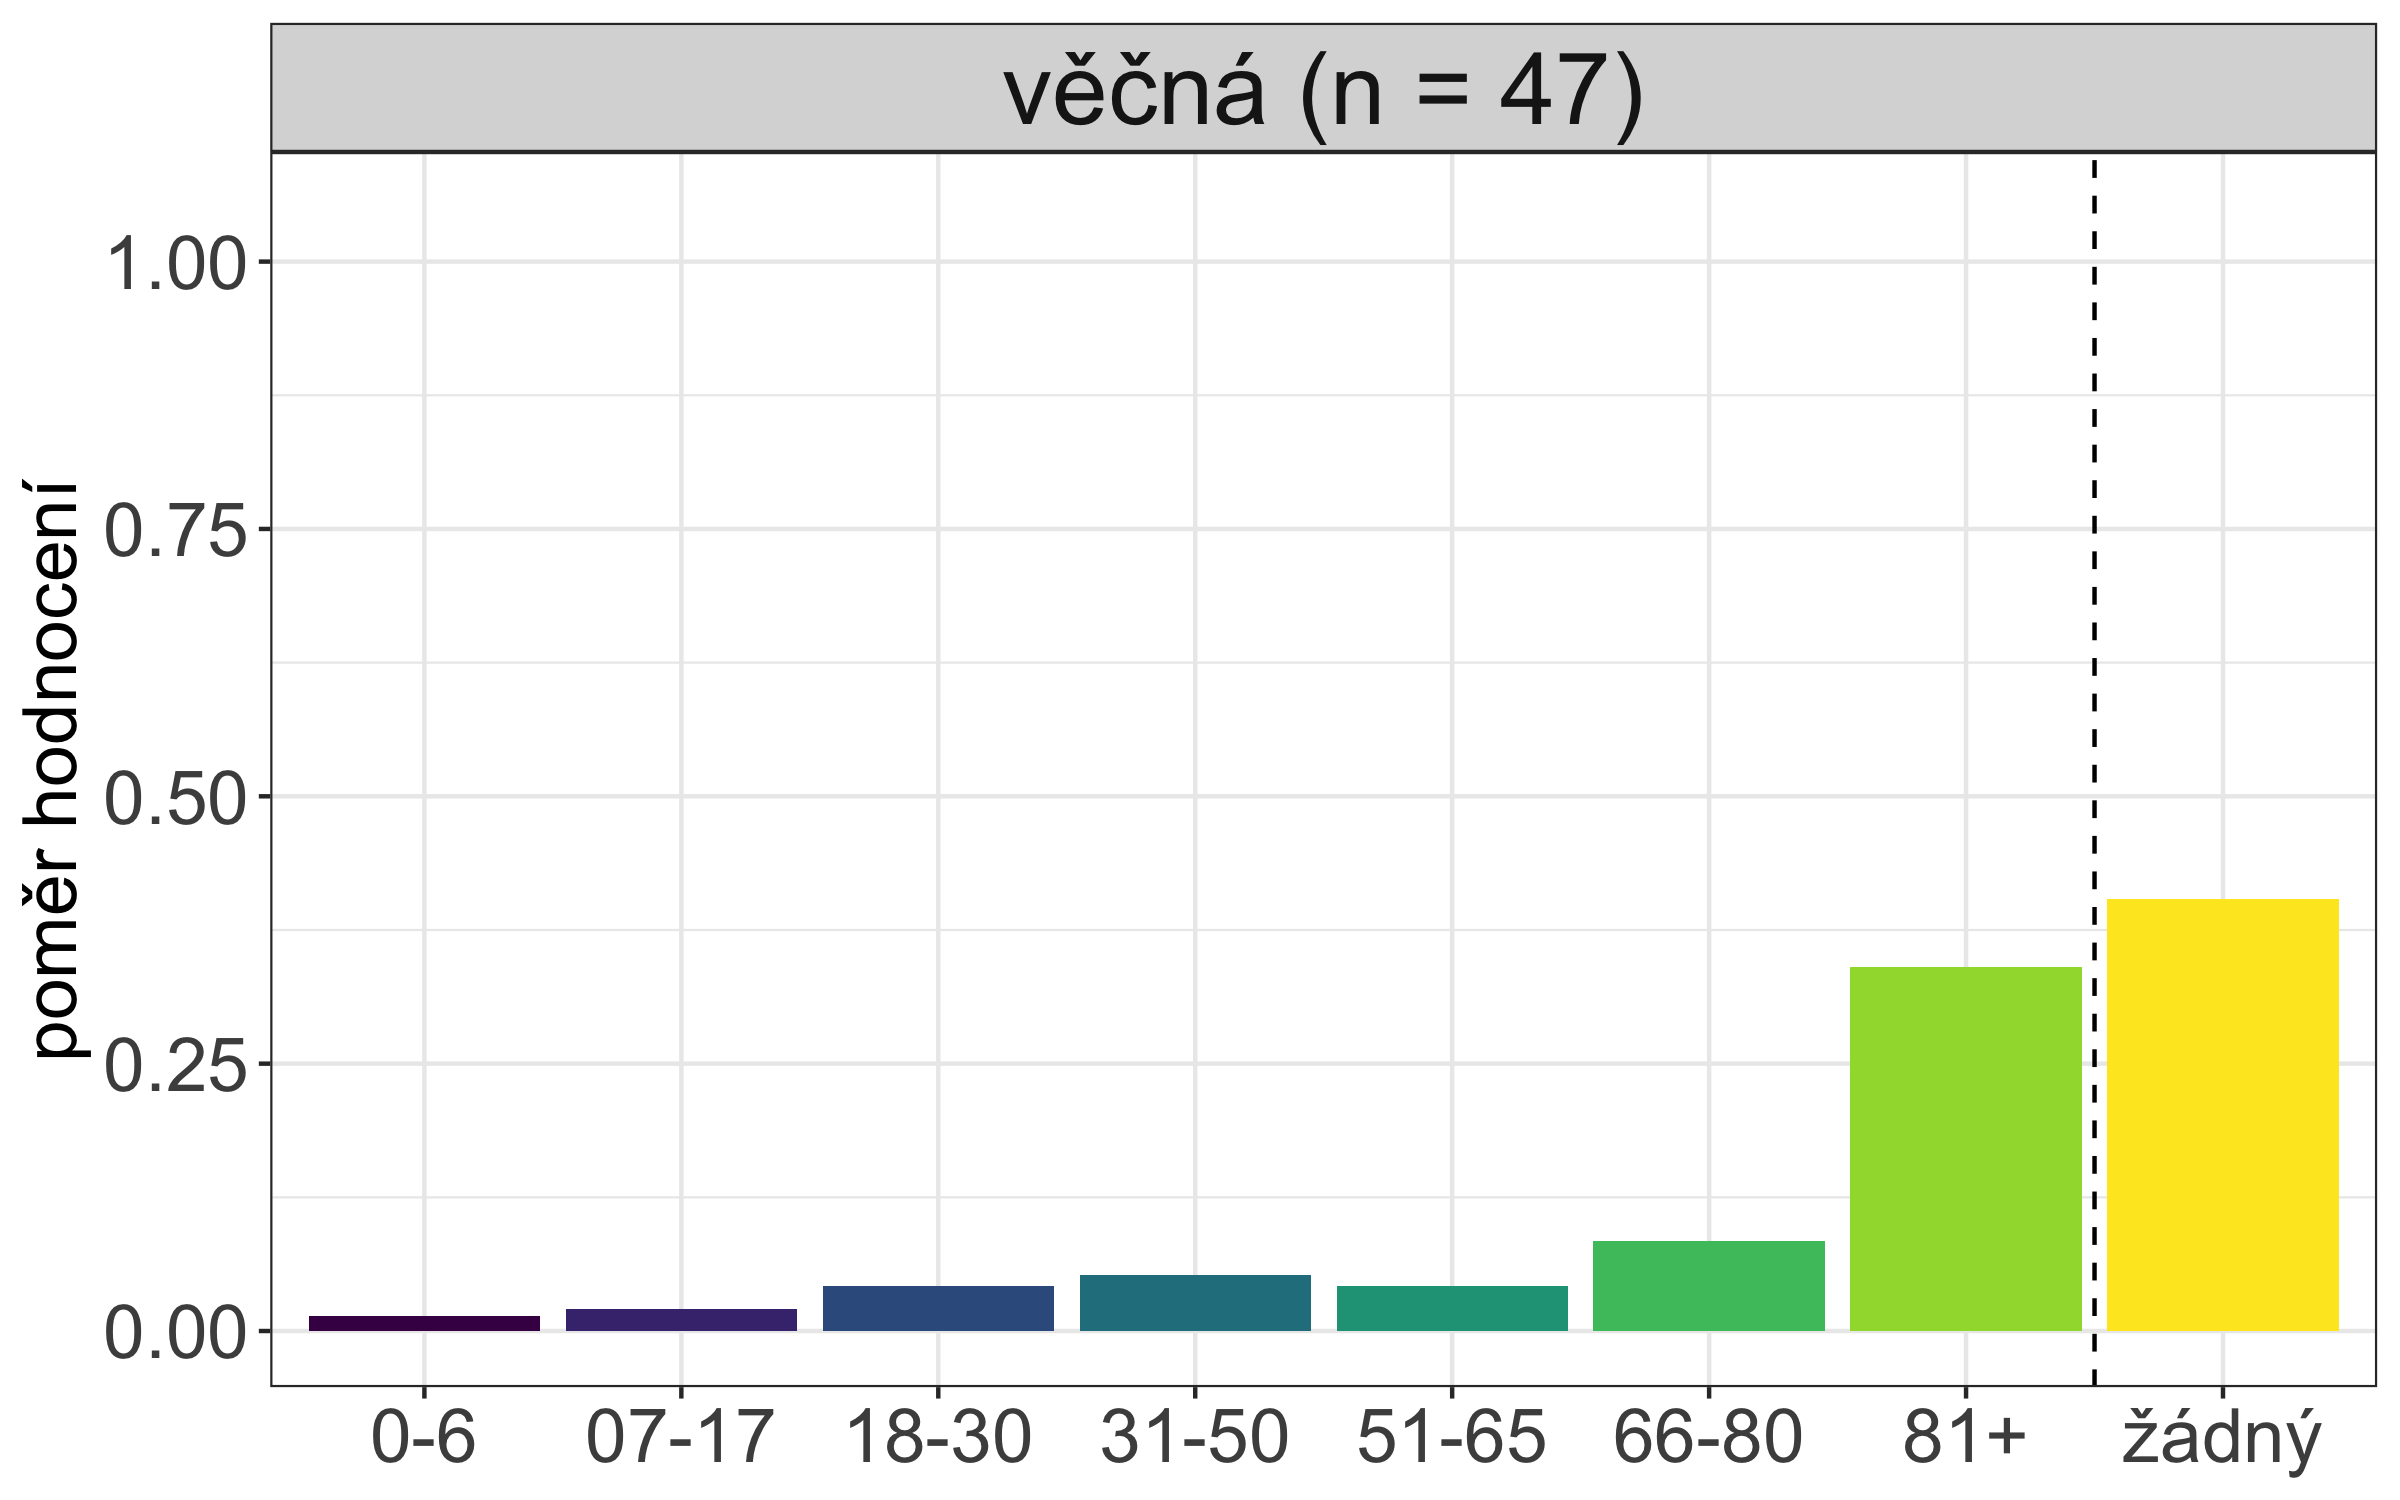 věčná (n = 47)
poměr hodnocení
1.00
0.75
0.50
0.25
0.00
0-6 07-17 18-30 31-50 51-65 66-80 81+ žádný